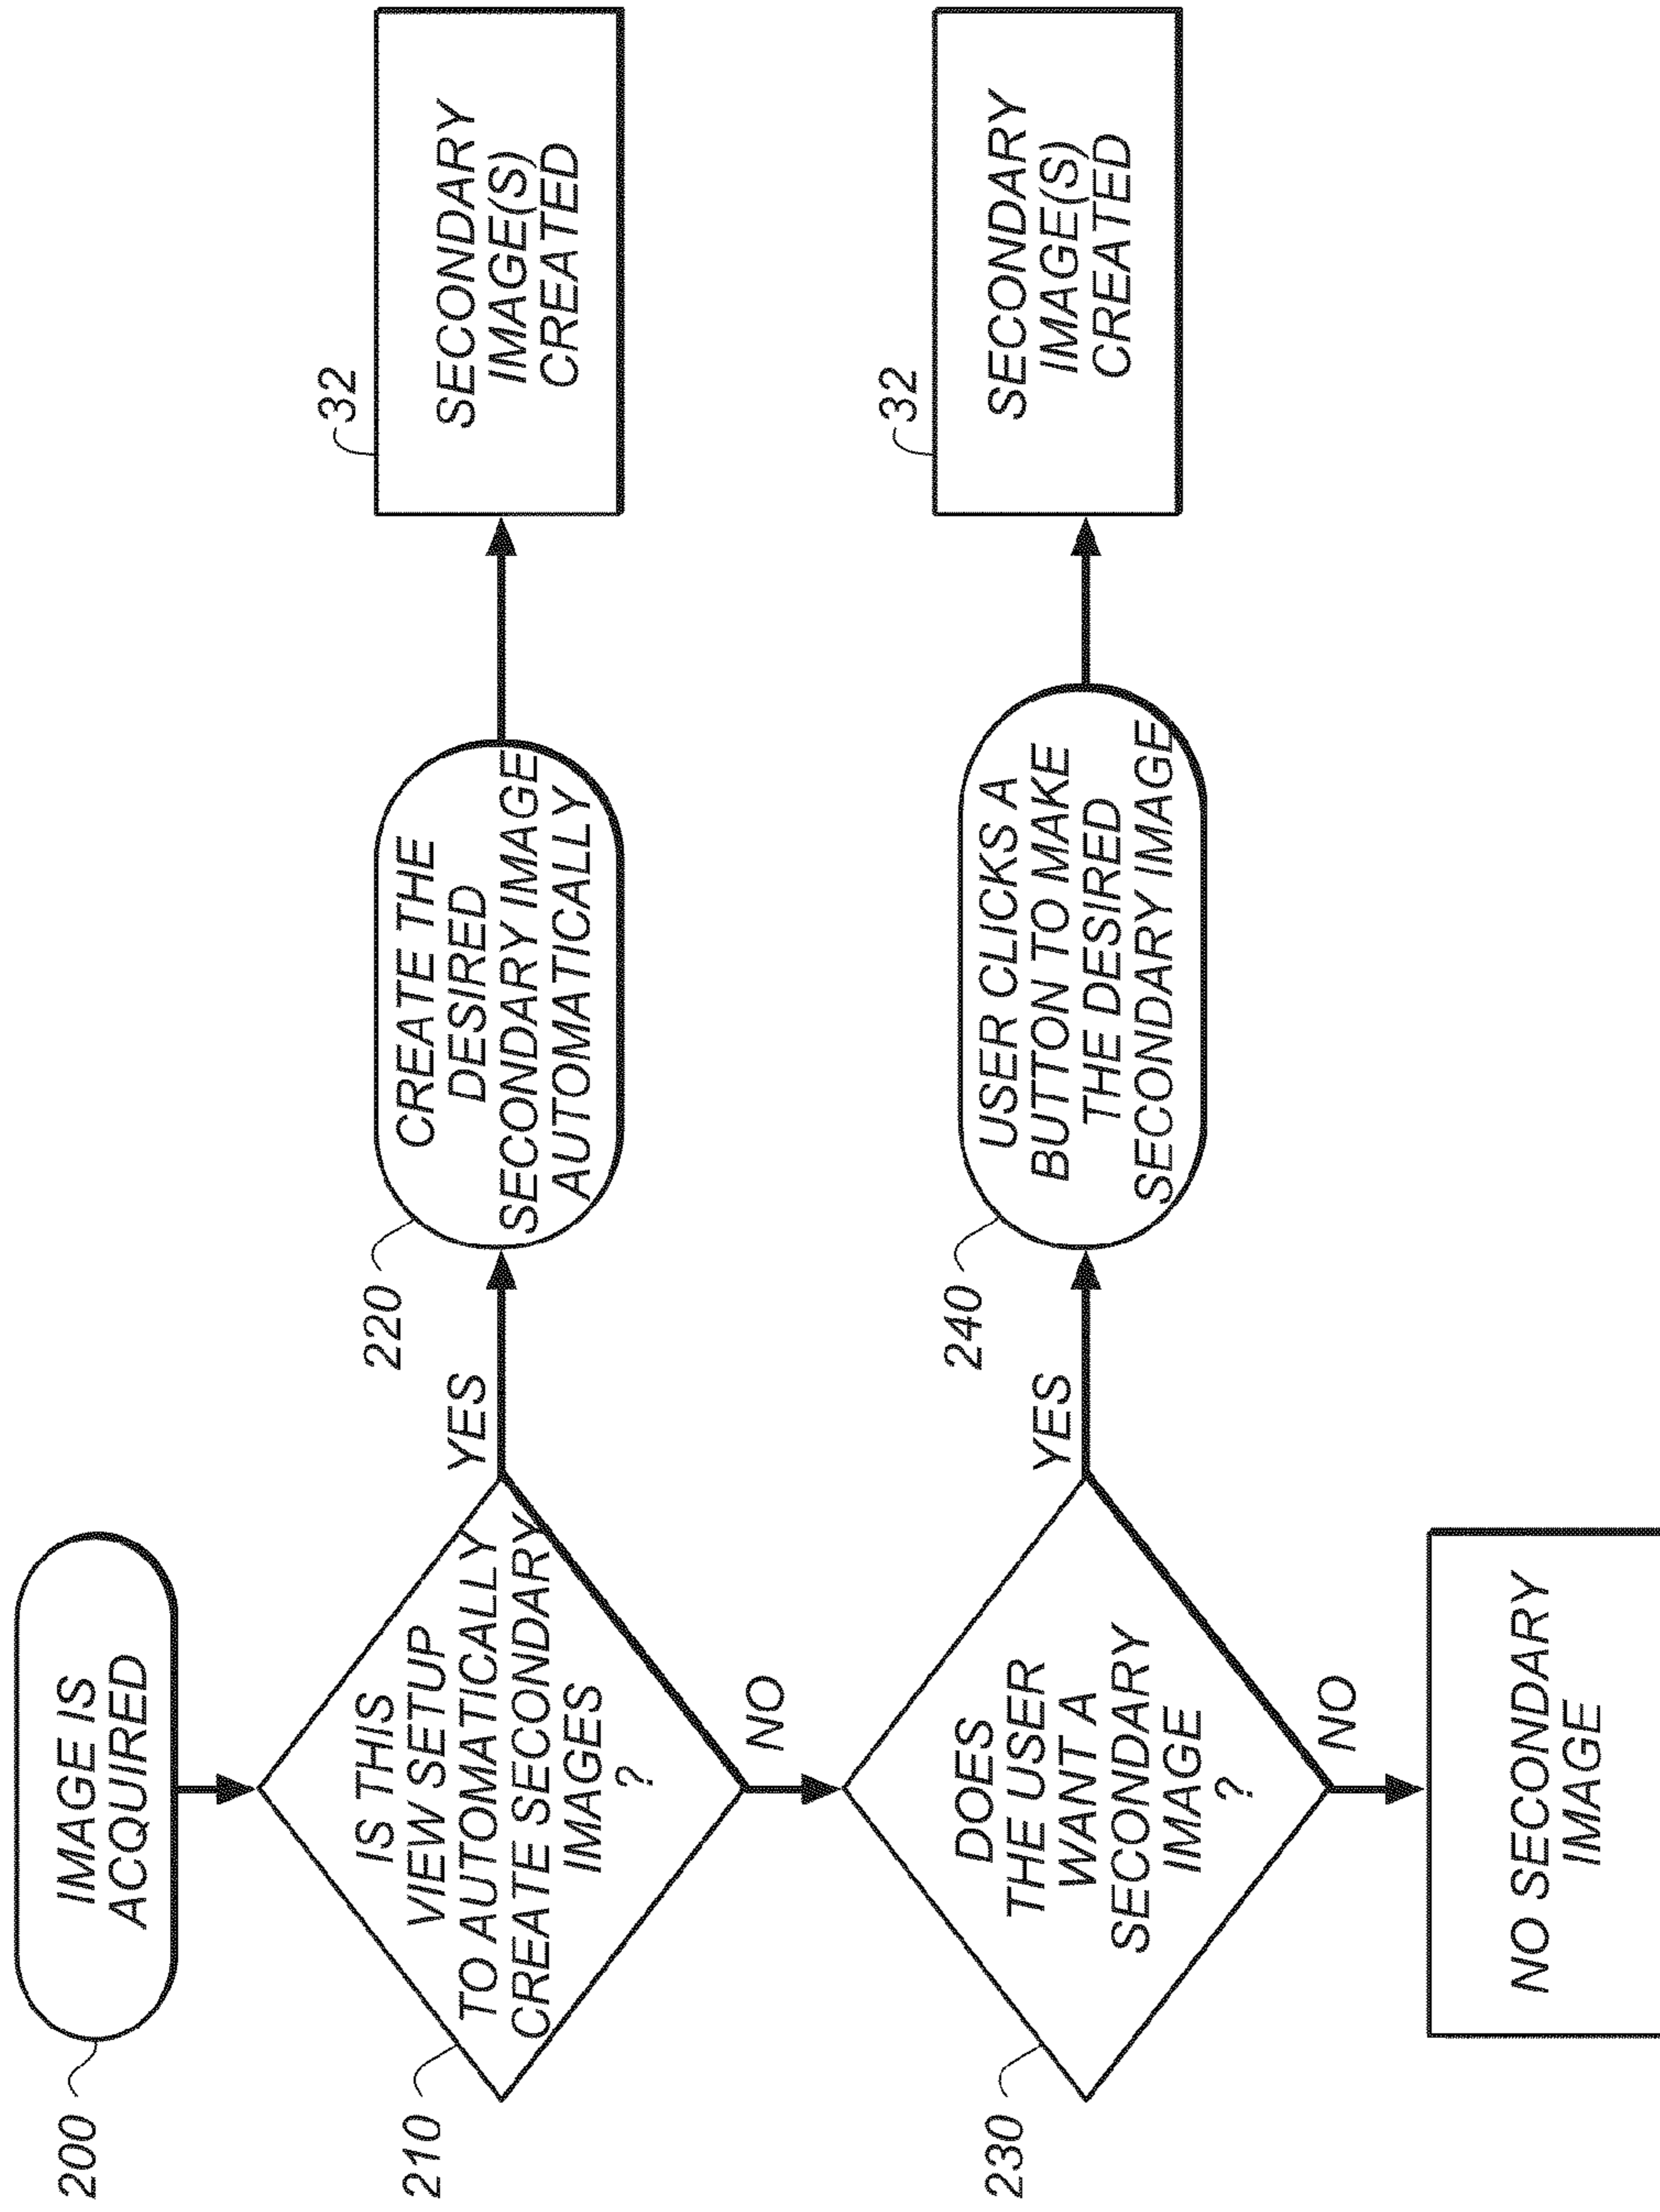 200
IMAGE IS
ACQUIRED
210
IS THIS
VIEW SETUP
TO AUTOMATICALLY
CREATE SECONDARY
IMAGES
?
YES
220
CREATE THE
DESIRED
SECONDARY IMAGE
AUTOMATICALLY
32
SECONDARY
IMAGE(S)
CREATED
NO
230
DOES
THE USER
WANT A
SECONDARY
IMAGE
?
YES
240
USER CLICKS A
BUTTON TO MAKE
THE DESIRED
SECONDARY IMAGE
32
SECONDARY
IMAGE(S)
CREATED
NO
NO SECONDARY
IMAGE